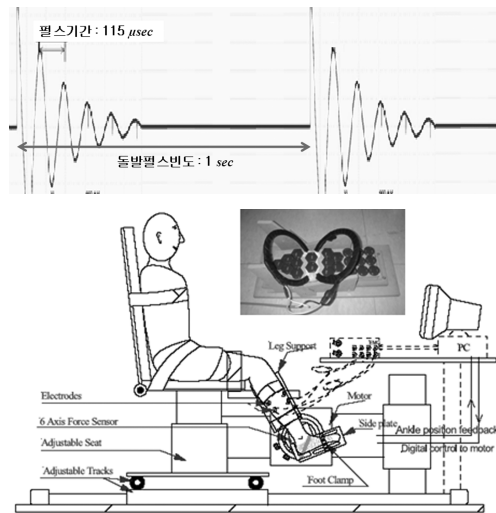 펄스기간 : 115 μsec
돌발펄스빈도 : 1 sec
Leg Support
PC
Electrodes
Motor
6 Axis Force Sensor
Side plate
Ankle position feedback
Adjustable Seat
Digital control to motor
Adjustable Tracks
Foot Clamp